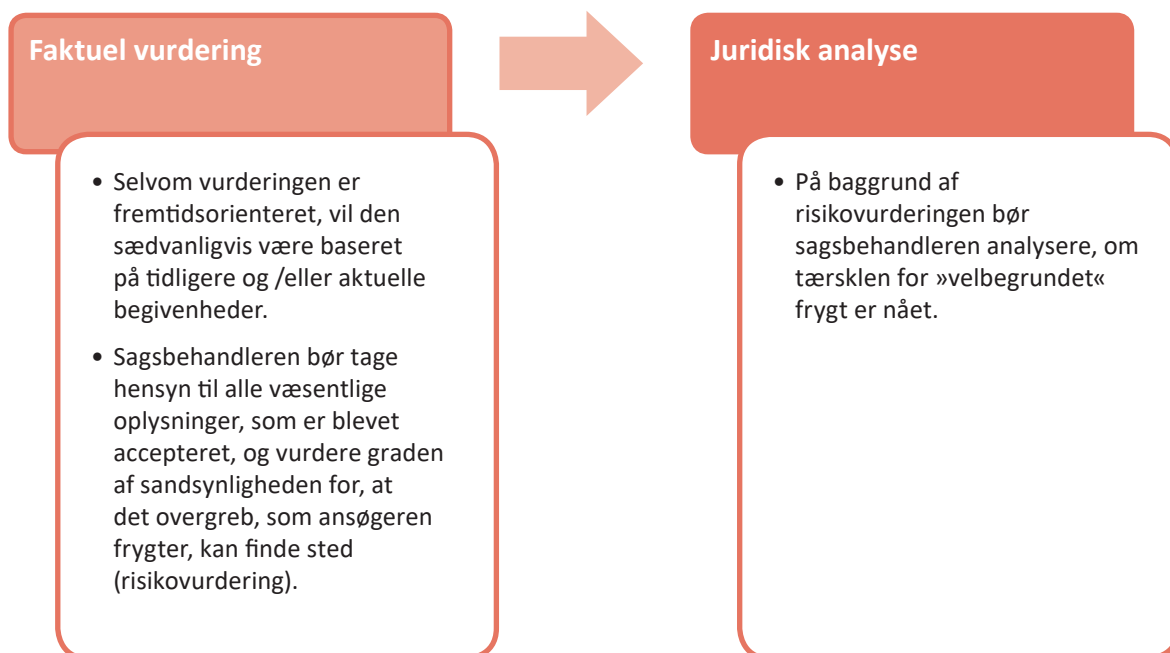 Faktuel vurdering
• Selvom vurderingen er
fremtidsorienteret, vil den
sædvanligvis være baseret
på tidligere og /eller aktuelle
begivenheder.
• Sagsbehandleren bør tage
hensyn til alle væsentlige
oplysninger, som er blevet
accepteret, og vurdere graden
af sandsynligheden for, at
det overgreb, som ansøgeren
frygter, kan finde sted
(risikovurdering).
Juridisk analyse
• På baggrund af
risikovurderingen bør
sagsbehandleren analysere, om
tærsklen for »velbegrundet«
frygt er nået.